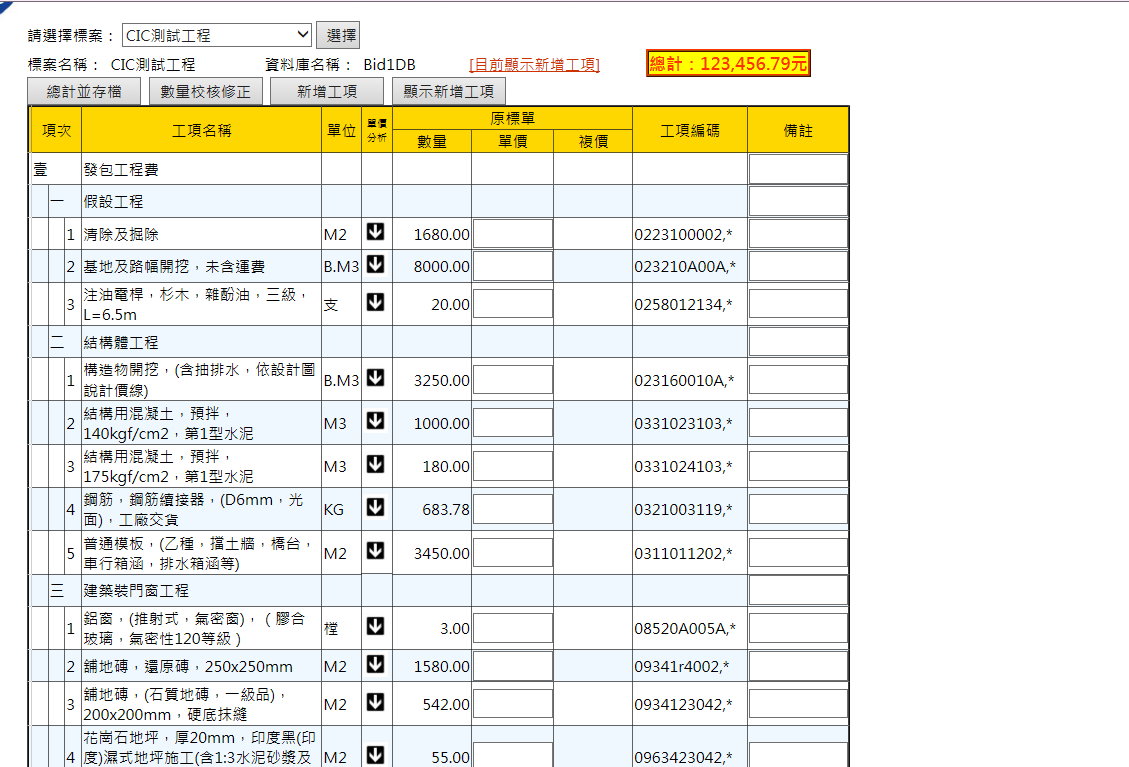 請選擇標案： CIC測試工程 選擇
標案名稱： CIC測試工程 資料庫名稱： Bid1DB [目前顯示新增工項] 總計：123,456.79元
總計並存檔 數量校核修正 新增工項 顯示新增工項
項次 工項名稱 單位 單價分析 原標單 工項編碼 備註
數量 單價 複價
壹 發包工程費
一 假設工程
1 清除及掘除 M2 1680.00 0223100002,*
2 基地及路幅開挖，未含運費 B.M3 8000.00 023210A00A,*
3 注油電桿，杉木，雜酚油，三級，
L=6.5m 支 20.00 0258012134,*
二 結構體工程
1 構造物開挖，(含抽排水，依設計圖
說計價線) B.M3 3250.00 023160010A,*
2 結構用混凝土，預拌，
140kgf/cm2，第1型水泥 M3 1000.00 0331023103,*
3 結構用混凝土，預拌，
175kgf/cm2，第1型水泥 M3 180.00 0331024103,*
4 鋼筋，鋼筋續接器，(D6mm，光
面)，工廠交貨 KG 683.78 0321003119,*
5 普通模板，(乙種，擋土牆，橋台，
車行箱涵，排水箱涵等) M2 3450.00 0311011202,*
三 建築裝門窗工程
1 鋁窗，(推射式，氣密窗)，（膠合
玻璃，氣密性120等級） 樘 3.00 08520A005A,*
2 舖地磚，還原磚，250x250mm M2 1580.00 09341r4002,*
3 舖地磚，(石質地磚，一級品)，
200x200mm，硬底抹縫 M2 542.00 0934123042,*
花崗石地坪，厚20mm，印度黑(印
4 度)濕式地坪施工(含1:3水泥砂漿及 M2 55.00 0963423042,*